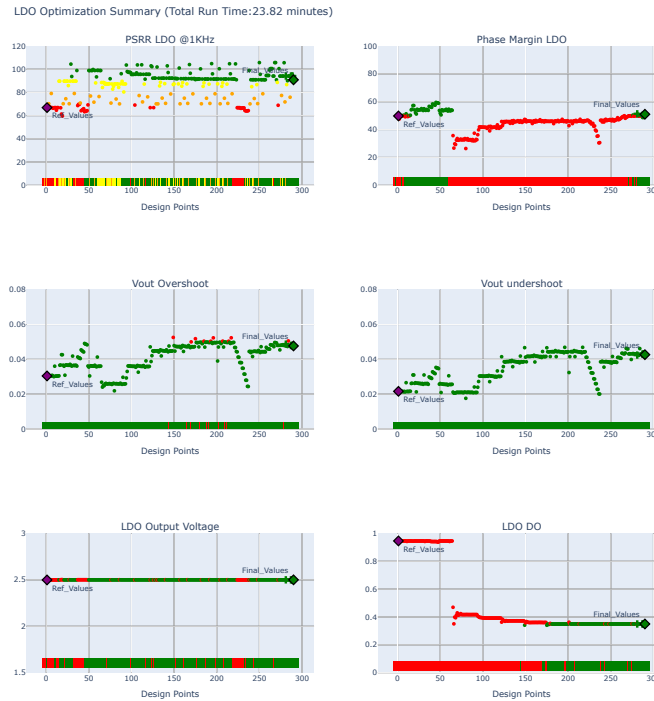 LDO Optimization Summary (Total Run Time:23.82 minutes)
PSRR LDO @1KHz
120
100
80
60
40
20
0
Final_Values
Ref_Values
0 50 100 150 200 250 300
Design Points
Phase Margin LDO
100
80
60
40
20
0
Final_Values
Ref_Values
0 50 100 150 200 250 300
Design Points
Vout Overshoot
0.08
0.06
0.04
0.02
0
Final_Values
Ref_Values
0 50 100 150 200 250 300
Design Points
Vout undershoot
0.08
0.06
0.04
0.02
0
Final_Values
Ref_Values
0 50 100 150 200 250 300
Design Points
LDO Output Voltage
3
2.5
2
1.5
Final_Values
Ref_Values
0 50 100 150 200 250 300
Design Points
LDO DO
1
0.8
0.6
0.4
0.2
0
Final_Values
Ref_Values
0 50 100 150 200 250 300
Design Points